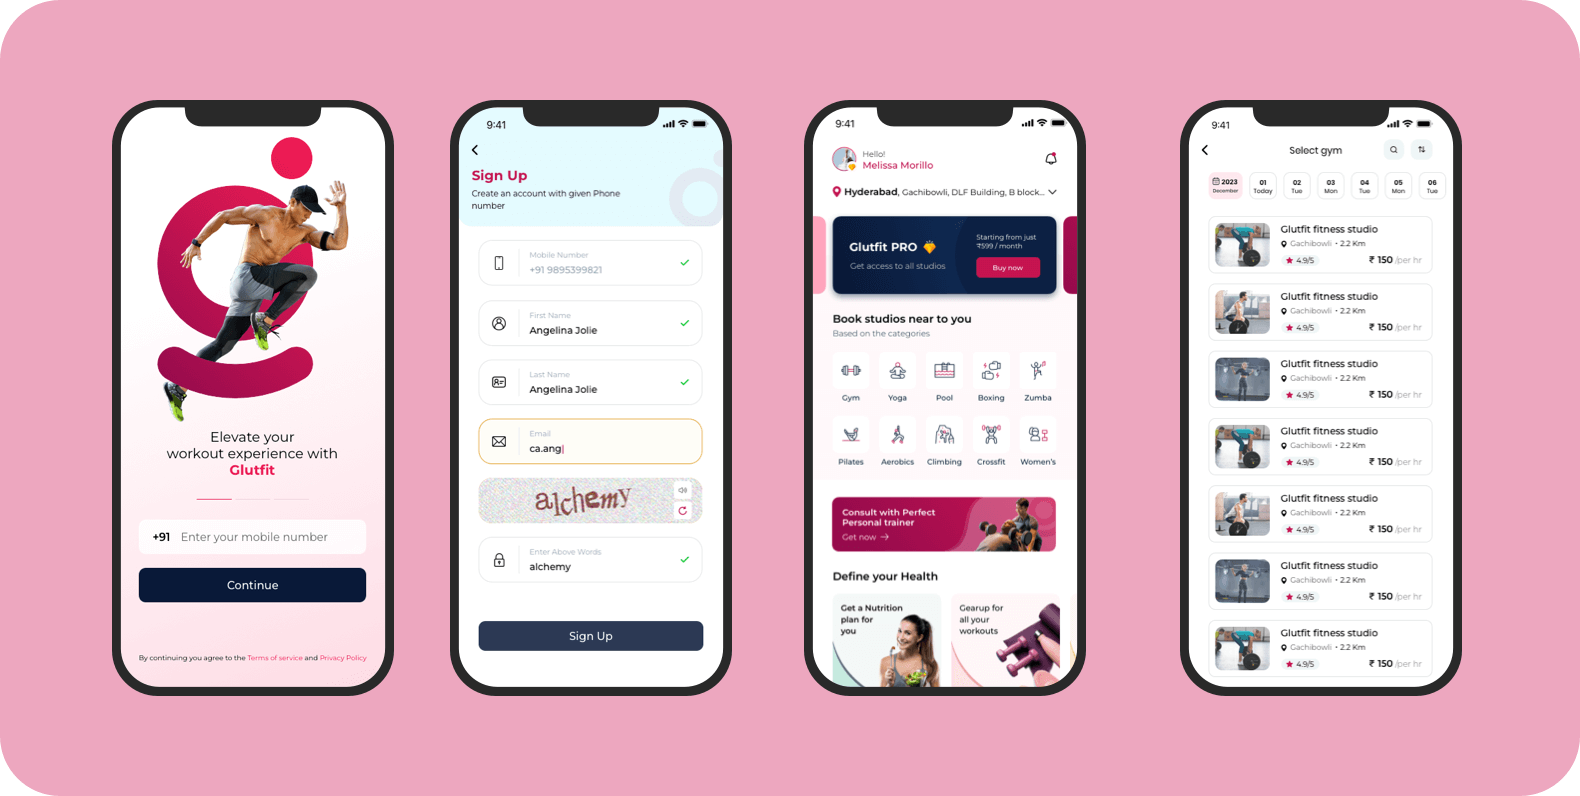 Elevate your
workout experience with
Glutfit
+91 Enter your mobile number
Continue
By continuing you agree to the Terms of service and Privacy Policy
9:41
Sign Up
Create an account with given Phone
number
Mobile Number
+91 9895399821
First Name
Angelina Jolie
Last Name
Angelina Jolie
Email
ca.ang
alchemy
Enter Above Words
alchemy
Sign Up
9:41
Hello!
Melissa Morillo
Hyderabad, Gachibowli, DLF Building, B block...
Glutfit PRO
Get access to all studios
Starting from just
₹599 / month
Buy now
Book studios near to you
Based on the categories
Gym Yoga Pool Boxing Zumba
Pilates Aerobics Climbing Crossfit Women's
Consult with Perfect
Personal trainer
Get now →
Define your Health
Get a Nutrition
plan for
you
Gearup for
all your
workouts
9:41
Select gym
2023 01 02 03 04 05 06
December Today Tue Mon Tue Mon Tue
Glutfit fitness studio
Gachibowli • 2.2 Km
4.9/5 ₹ 150 /per hr
Glutfit fitness studio
Gachibowli • 2.2 Km
4.9/5 ₹ 150 /per hr
Glutfit fitness studio
Gachibowli • 2.2 Km
4.9/5 ₹ 150 /per hr
Glutfit fitness studio
Gachibowli • 2.2 Km
4.9/5 ₹ 150 /per hr
Glutfit fitness studio
Gachibowli • 2.2 Km
4.9/5 ₹ 150 /per hr
Glutfit fitness studio
Gachibowli • 2.2 Km
4.9/5 ₹ 150 /per hr
Glutfit fitness studio
Gachibowli • 2.2 Km
4.9/5 ₹ 150 /per hr